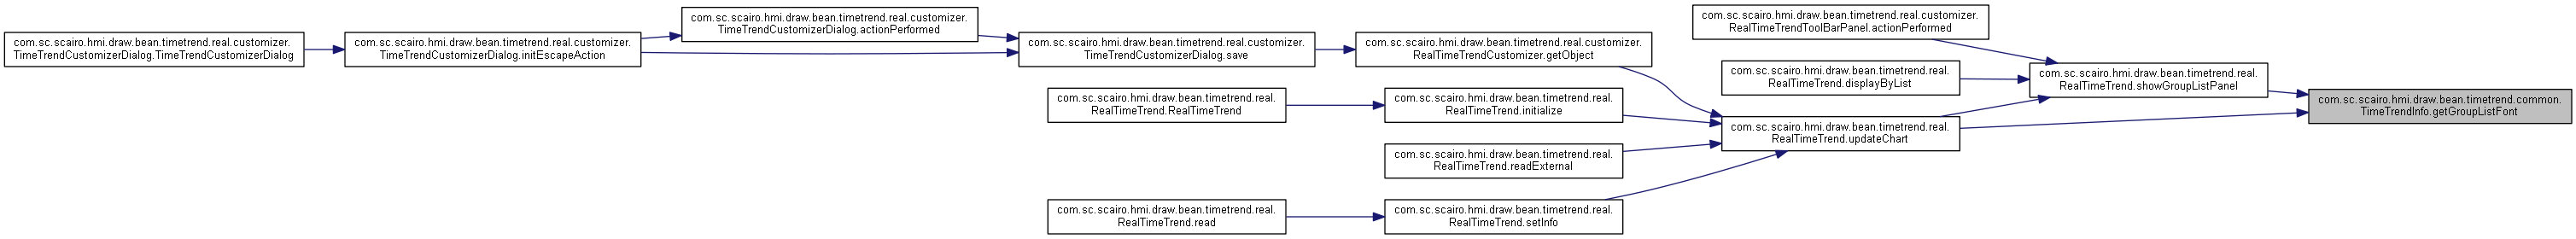 com.sc.scairo.hmi.draw.bean.timetrend.real.customizer.
TimeTrendCustomizerDialog.TimeTrendCustomizerDialog
com.sc.scairo.hmi.draw.bean.timetrend.real.customizer.
TimeTrendCustomizerDialog.initEscapeAction
com.sc.scairo.hmi.draw.bean.timetrend.real.customizer.
TimeTrendCustomizerDialog.actionPerformed
com.sc.scairo.hmi.draw.bean.timetrend.real.customizer.
TimeTrendCustomizerDialog.save
com.sc.scairo.hmi.draw.bean.timetrend.real.customizer.
RealTimeTrendCustomizer.getObject
com.sc.scairo.hmi.draw.bean.timetrend.real.
RealTimeTrend.RealTimeTrend
com.sc.scairo.hmi.draw.bean.timetrend.real.
RealTimeTrend.initialize
com.sc.scairo.hmi.draw.bean.timetrend.real.
RealTimeTrend.readExternal
com.sc.scairo.hmi.draw.bean.timetrend.real.
RealTimeTrend.read
com.sc.scairo.hmi.draw.bean.timetrend.real.
RealTimeTrend.setInfo
com.sc.scairo.hmi.draw.bean.timetrend.real.customizer.
RealTimeTrendToolBarPanel.actionPerformed
com.sc.scairo.hmi.draw.bean.timetrend.real.
RealTimeTrend.displayByList
com.sc.scairo.hmi.draw.bean.timetrend.real.
RealTimeTrend.updateChart
com.sc.scairo.hmi.draw.bean.timetrend.real.
RealTimeTrend.showGroupListPanel
com.sc.scairo.hmi.draw.bean.timetrend.common.
TimeTrendInfo.getGroupListFont